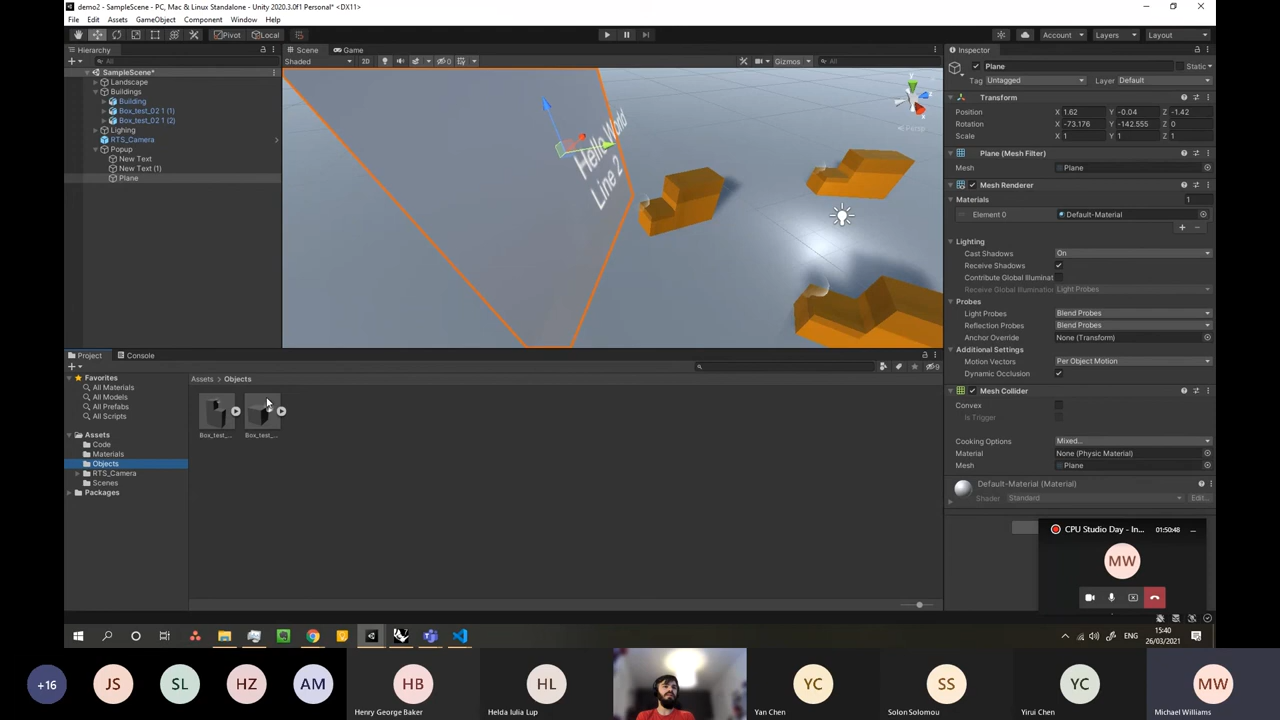 demo2 - SampleScene - PC, Mac & Linux Standalone - Unity 2020.3.0f1 Personal* <DX11>
File Edit Assets GameObject Component Window Help
Pivot Local Account Layers Layout
Hierarchy
All
SampleScene*
Landscape
Buildings
Building
Box_test_02 1 (1)
Box_test_02 1 (2)
Lighing
RTS_Camera
Popup
New Text
New Text (1)
Plane
Scene Game
Shaded 2D 0 Gizmos All
y
z
x
Persp
Hello World
Line 2
Inspector
Plane Static
Tag Untagged Layer Default
Transform
Position X 1.62 Y -0.04 Z -1.42
Rotation X -73.176 Y -142.555 Z 0
Scale X 1 Y 1 Z 1
Plane (Mesh Filter)
Mesh Plane
Mesh Renderer
Materials 1
Element 0 Default-Material
Lighting
Cast Shadows On
Receive Shadows
Contribute Global Illuminat
Receive Global Illumination Light Probes
Probes
Light Probes Blend Probes
Reflection Probes Blend Probes
Anchor Override None (Transform)
Additional Settings
Motion Vectors Per Object Motion
Dynamic Occlusion
Mesh Collider
Convex
Is Trigger
Cooking Options Mixed...
Material None (Physic Material)
Mesh Plane
Default-Material (Material)
Shader Standard Edit...
Project Console
9
Favorites
All Materials
All Models
All Prefabs
All Scripts
Assets
Code
Materials
Objects
RTS_Camera
Scenes
Packages
Assets > Objects
Box_test_... Box_test_...
CPU Studio Day - In... 01:50:48
MW
ENG
15:40
26/03/2021
+16 JS SL HZ AM HB HL YC SS YC MW
Henry George Baker Helda Iulia Lup Yan Chen Solon Solomou Yirui Chen Michael Williams